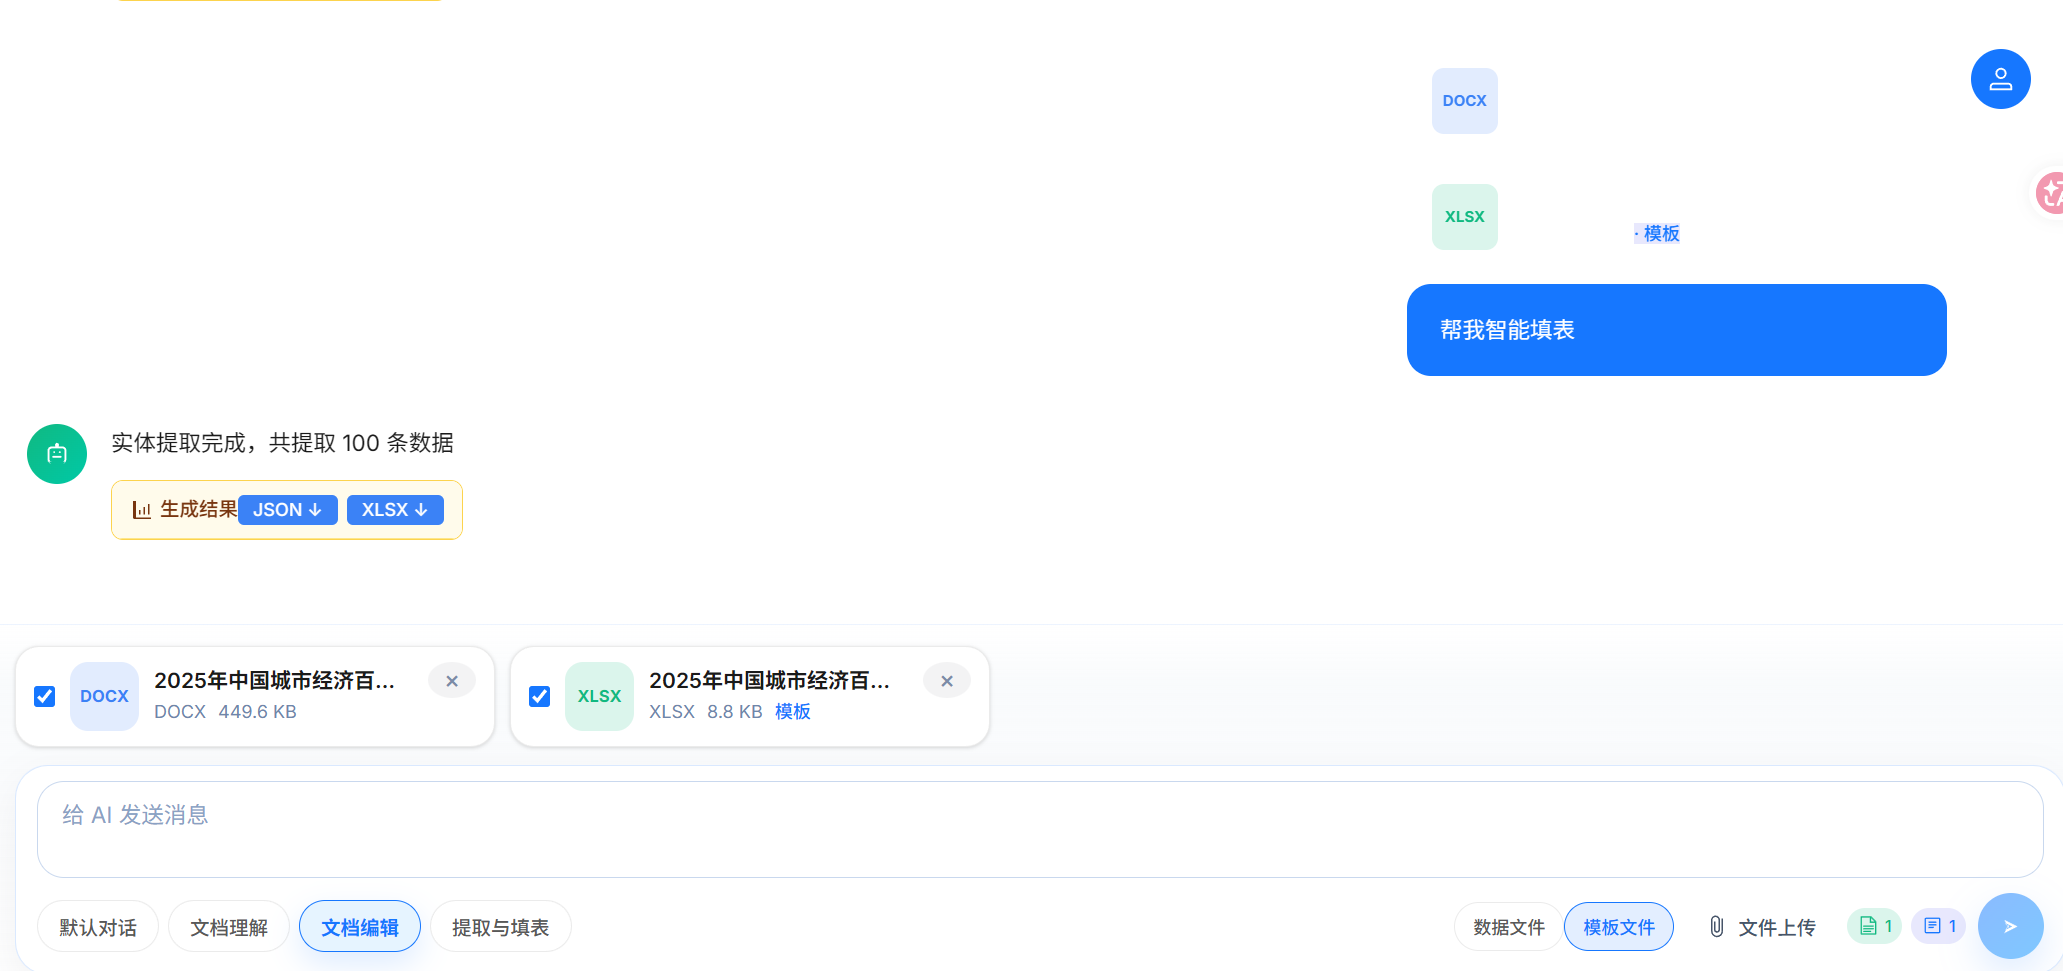 DOCX
XLSX
· 模板
帮我智能填表
实体提取完成，共提取 100 条数据
生成结果 JSON ↓ XLSX ↓
DOCX 2025年中国城市经济百... ×
DOCX 449.6 KB
XLSX 2025年中国城市经济百... ×
XLSX 8.8 KB 模板
给 AI 发送消息
默认对话 文档理解 文档编辑 提取与填表 数据文件 模板文件 文件上传 1 1